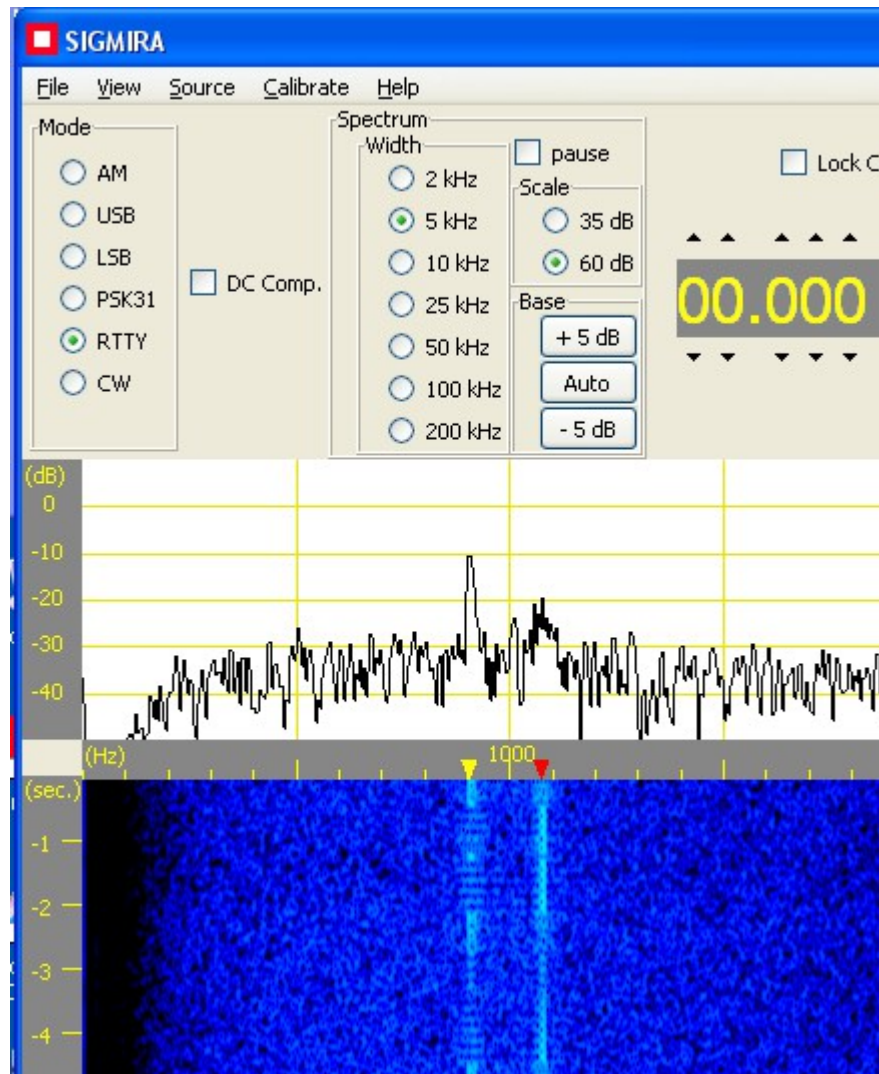 SIGMIRA
File View Source Calibrate Help
Mode
AM
USB
LSB
PSK31
RTTY
CW
DC Comp.
Spectrum
Width
2 kHz
5 kHz
10 kHz
25 kHz
50 kHz
100 kHz
200 kHz
pause
Scale
35 dB
60 dB
Base
+ 5 dB
Auto
- 5 dB
Lock C
00.000
(dB)
0
-10
-20
-30
-40
(Hz) 1000
(sec.)
-1
-2
-3
-4